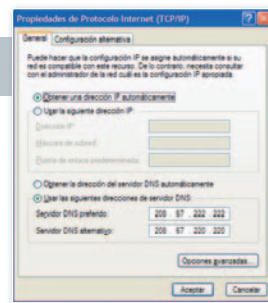 Propiedades de Protocolo Internet (TCP/IP)
General Configuración alternativa
Puede hacer que la configuración IP se asigne automáticamente si su
red es compatible con este recurso. De lo contrario, necesita consultar
con el administrador de la red cuál es la configuración IP apropiada.
Obtener una dirección IP automáticamente
Usar la siguiente dirección IP:
Dirección IP:
Máscara de subred:
Puerta de enlace predeterminada:
Obtener la dirección del servidor DNS automáticamente
Usar las siguientes direcciones de servidor DNS:
Servidor DNS preferido: 208 . 67 . 222 . 222
Servidor DNS alternativo: 208 . 67 . 220 . 220
Opciones avanzadas...
Aceptar Cancelar